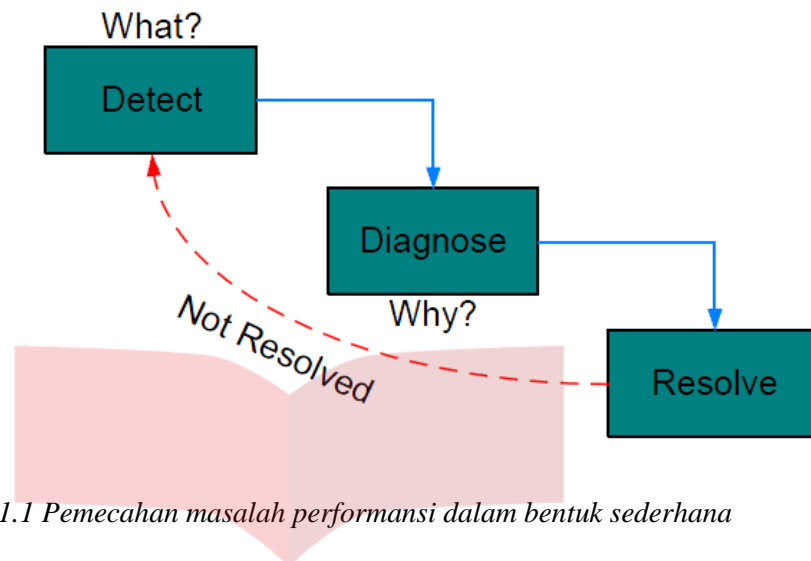 What?
Detect
Diagnose
Why?
Not Resolved
Resolve
1.1 Pemecahan masalah performansi dalam bentuk sederhana